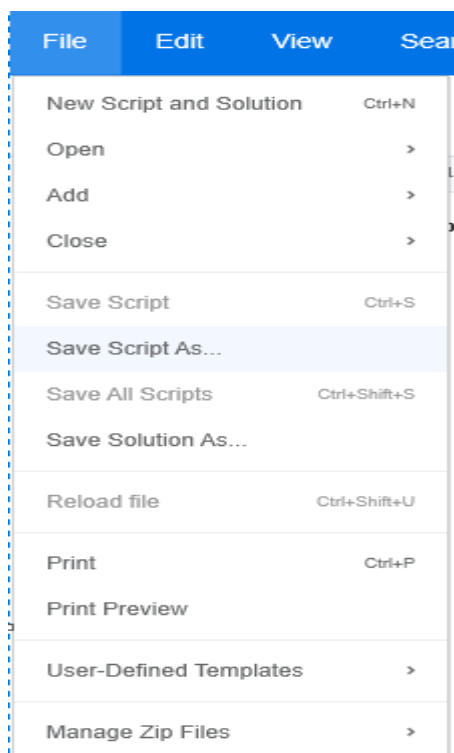 File Edit View Sear
New Script and Solution Ctrl+N
Open >
Add >
Close >
Save Script Ctrl+S
Save Script As...
Save All Scripts Ctrl+Shift+S
Save Solution As...
Reload file Ctrl+Shift+U
Print Ctrl+P
Print Preview
User-Defined Templates >
Manage Zip Files >